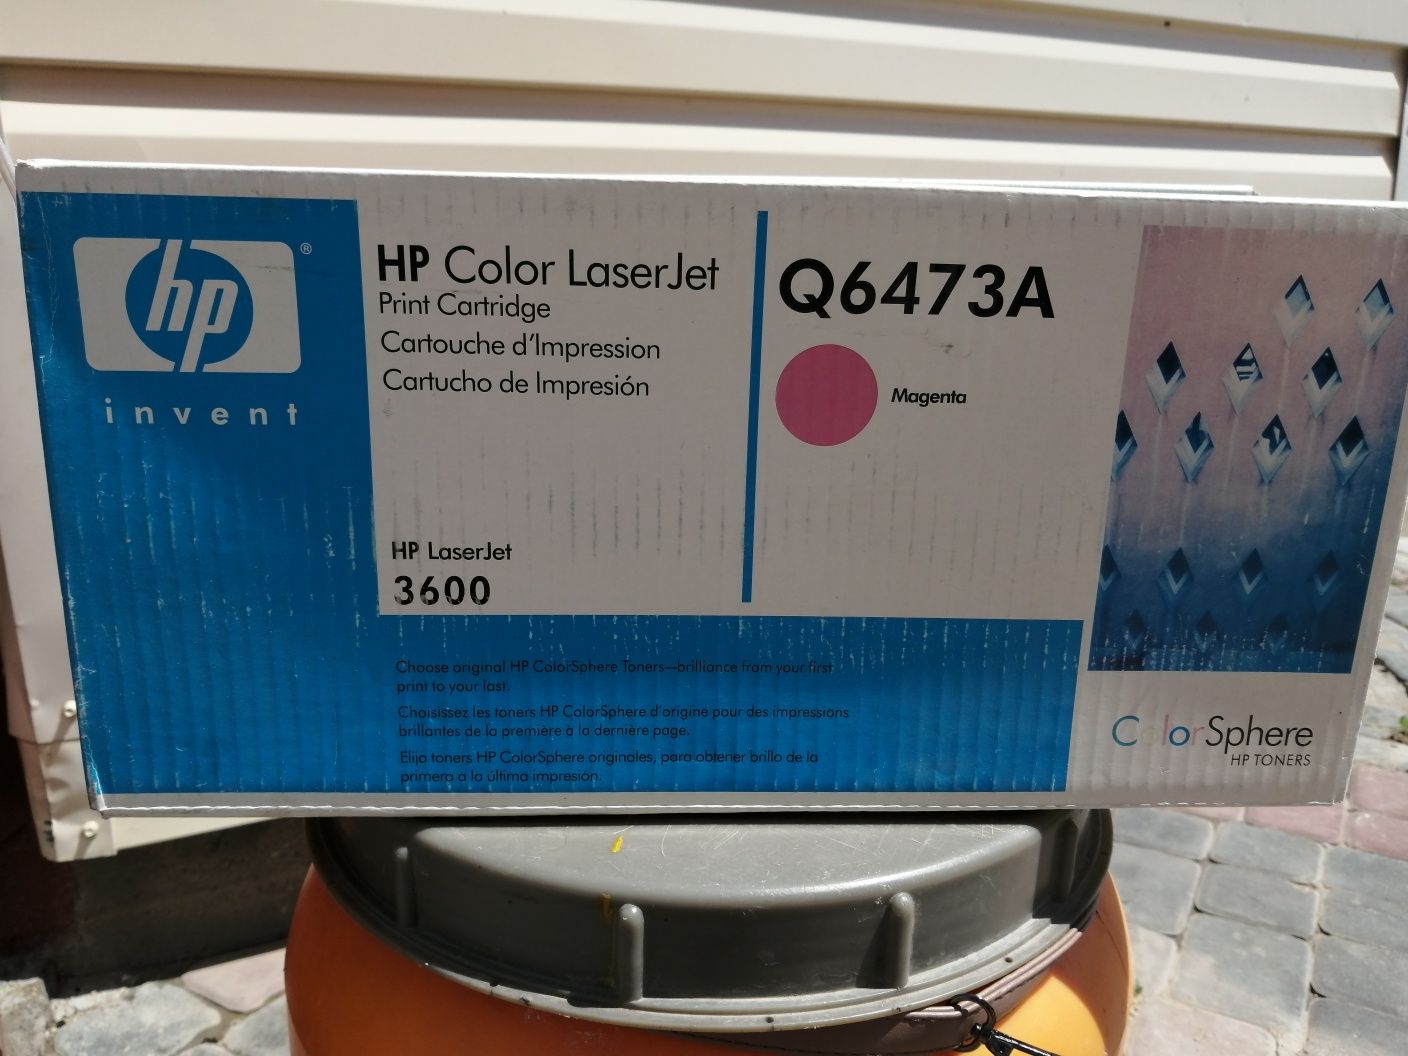 hp®
invent
HP Color LaserJet
Print Cartridge
Cartouche d'Impression
Cartucho de Impresión
HP LaserJet
3600
Q6473A
Magenta
Choose original HP ColorSphere Toners—brilliance from your first
print to your last.
Choisissez les toners HP ColorSphere d'origine pour des impressions
brillantes de la première à la dernière page.
Elija toners HP ColorSphere originales, para obtener brillo de la
primera a la última impresión.
ColorSphere
HP TONERS